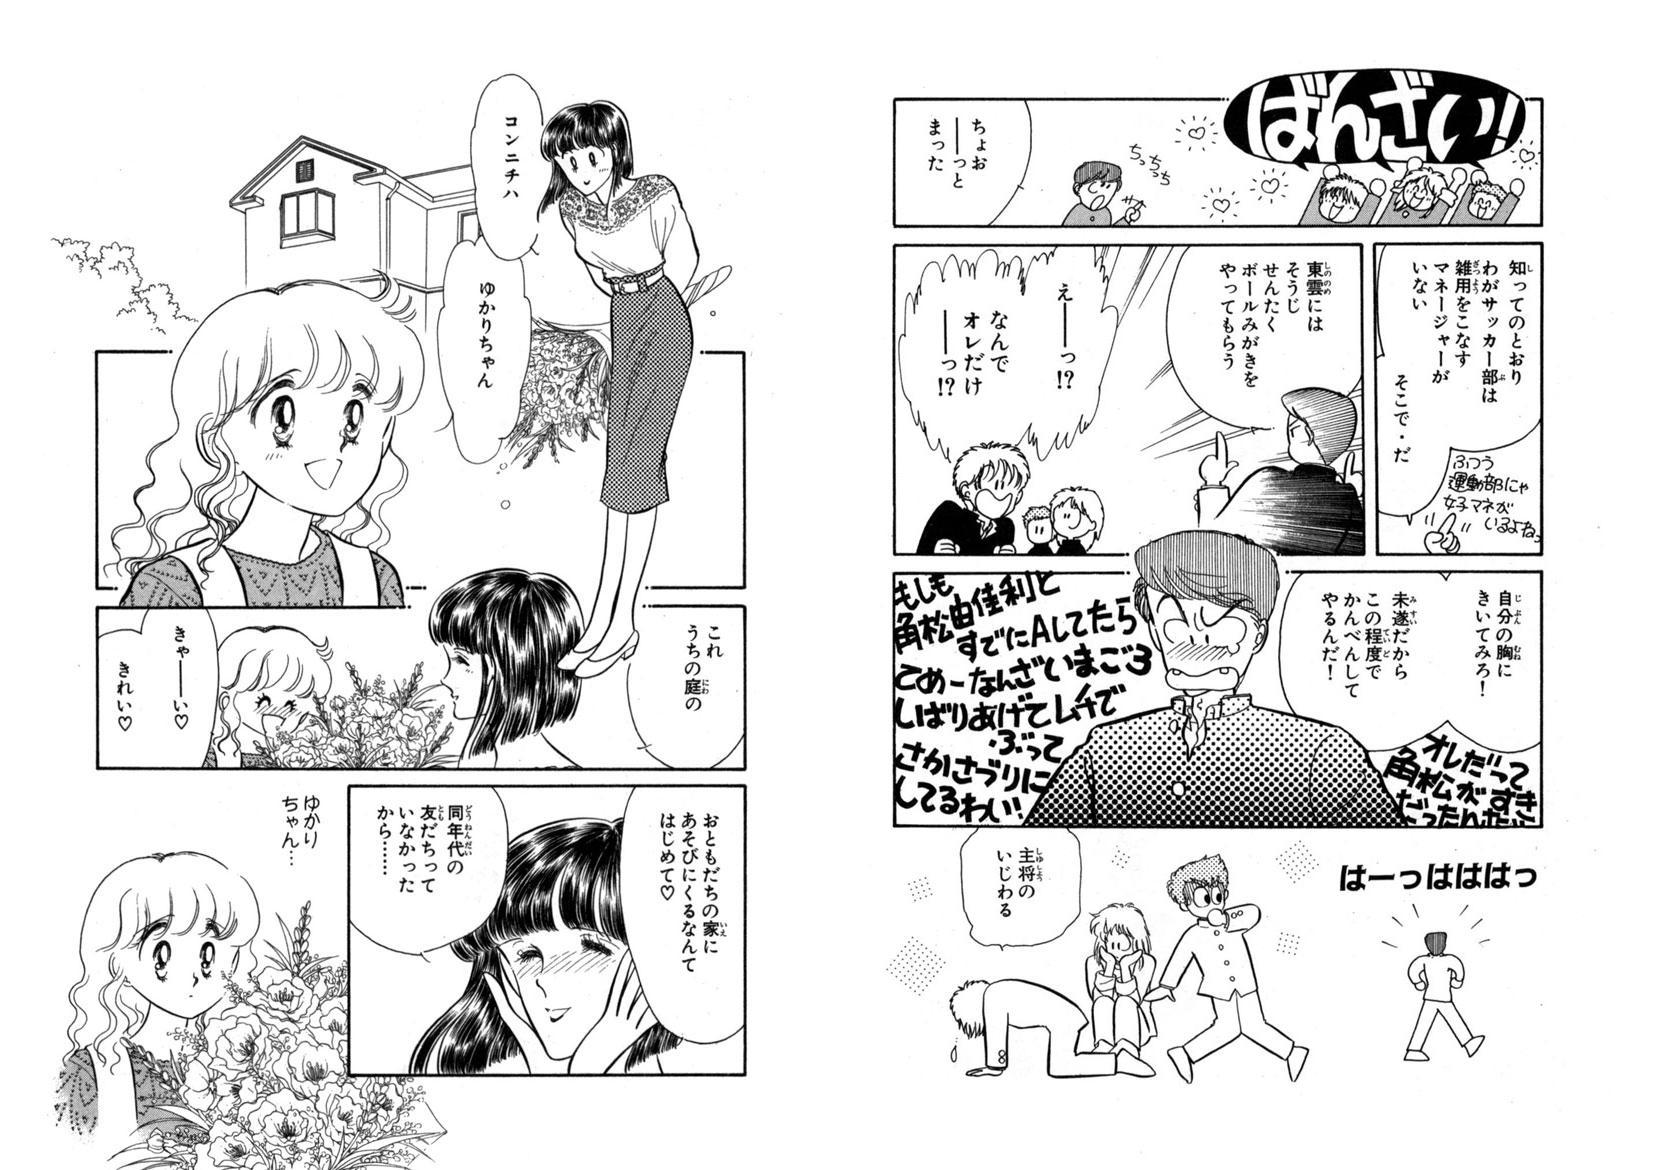 ばんざい!!
ちっちっち
サッ
ちょお
──っと
まった
知ってのとおり
わがサッカー部は
雑用をこなす
マネージャーが
いない
そこで・だ
ふつう
運動部にゃ
女子マネが
いるよねっ
東雲には
そうじ
せんたく
ボールみがきを
やってもらう
え──っ!?
なんで
オレだけ
──っ!?
自分の胸に
きいてみろ!
未遂だから
この程度で
かんべんして
やるんだ!
オレだって
角松がすき
だったんだい
もしも
角松由佳利と
すでにAしてたら
てめーなんざいまごろ
しばりあげてムチで
ぶって
さかさづりに
してるわい!
はーっはははっ
主将の
いじわる
コンニチハ
ゆかりちゃん
これ
うちの庭の
きゃ──い♡
きれい♡
おともだちの家に
あそびにくるなんて
はじめて♡
同年代の
友だちって
いなかった
から………
ゆかり
ちゃん…